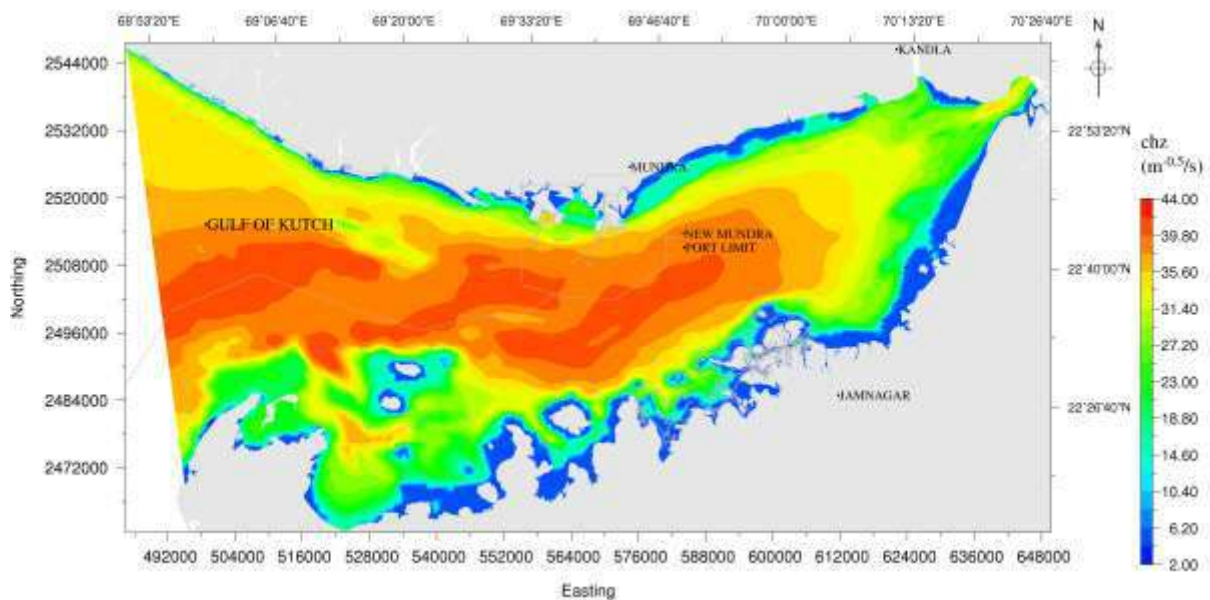 68°53'20" 69°06'40" 69°20'00" 69°33'20" 69°46'40" 70°00'00" 70°13'20" 70°26'40"
N
KANDLA
2544000
2532000
2520000
2508000
2496000
2484000
2472000
Northing
MUNDRA
GULF OF KUTCH
NEW MUNDRA
PORT LIMIT
JAMNAGAR
22°53'20"N
22°40'00"N
22°26'40"N
chz
(m-0.5/s)
44.00
39.80
35.60
31.40
27.20
23.00
18.80
14.60
10.40
6.20
2.00
492000 504000 516000 528000 540000 552000 564000 576000 588000 600000 612000 624000 636000 648000
Easting